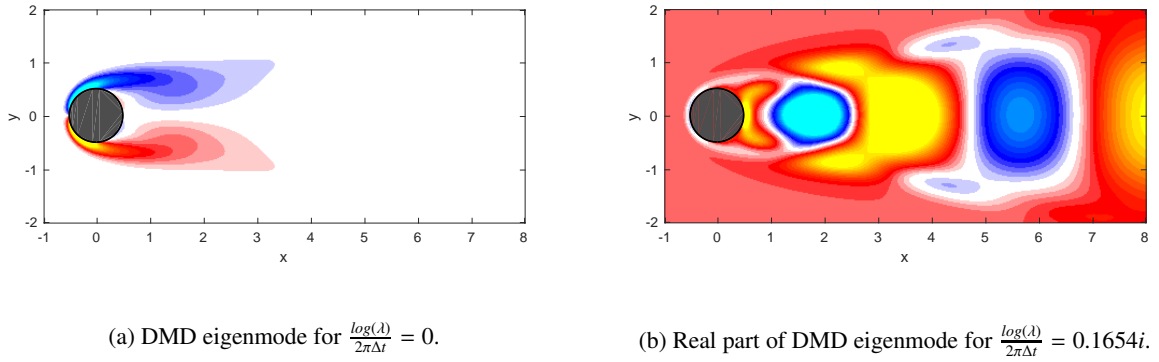 2
1
0
-1
-2
y
-1 0 1 2 3 4 5 6 7 8
x
2
1
0
-1
-2
y
-1 0 1 2 3 4 5 6 7 8
x
(a) DMD eigenmode for log(λ)/2πΔt = 0.
(b) Real part of DMD eigenmode for log(λ)/2πΔt = 0.1654i.